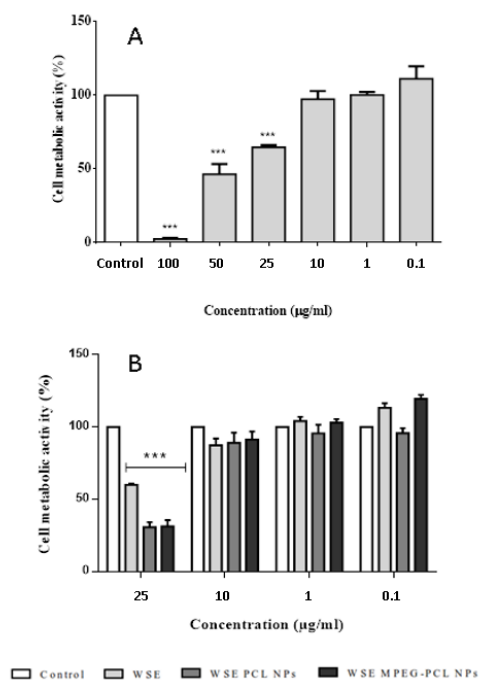 A
150
100
50
0
Cell metabolic activity (%)
***
***
***
Control 100 50 25 10 1 0.1
Concentration (µg/ml)
B
150
100
50
0
Cell metabolic activity (%)
***
25 10 1 0.1
Concentration (µg/ml)
Control WSE WSE PCL NPs WSE MPEG-PCL NPs